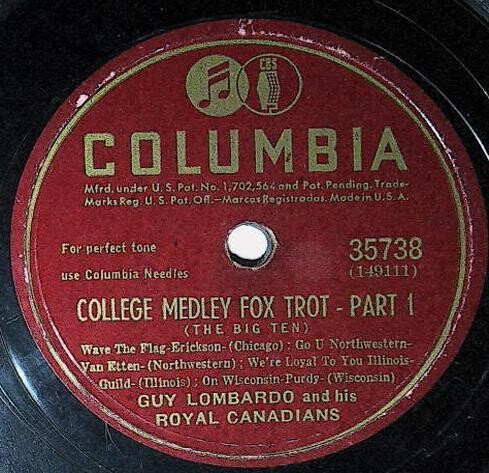 CBS
COLUMBIA
Mfrd. under U.S. Pat. No. 1,702,564 and Pat. Pending. Trade-
Marks Reg. U.S. Pat. Off.—Marcas Registradas. Made in U.S.A.
For perfect tone
use Columbia Needles
35738
(149111)
COLLEGE MEDLEY FOX TROT - PART 1
(THE BIG TEN)
Wave The Flag-Erickson-(Chicago); Go U Northwestern-
Van Etten-(Northwestern); We're Loyal To You Illinois-
Guild-(Illinois); On Wisconsin-Purdy-(Wisconsin)
GUY LOMBARDO and his
ROYAL CANADIANS